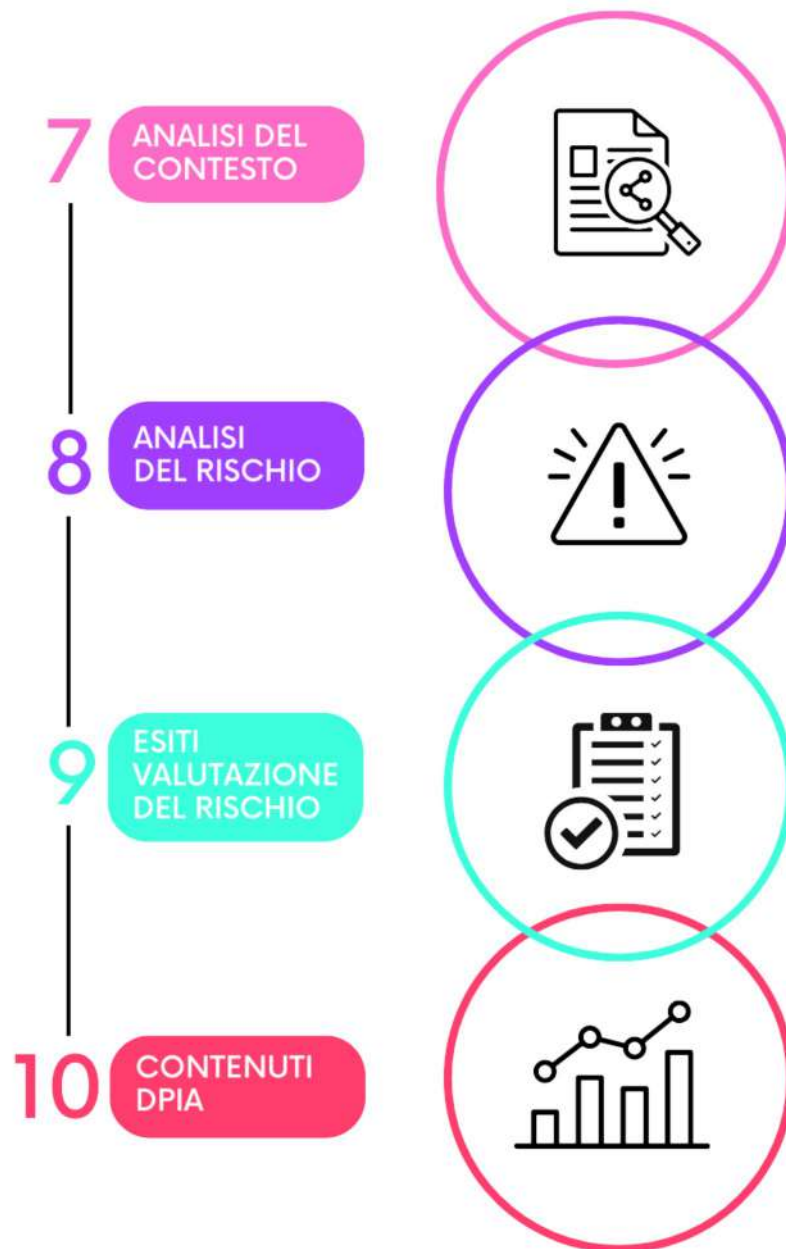 7
ANALISI DEL
CONTESTO
8
ANALISI
DEL RISCHIO
9
ESITI
VALUTAZIONE
DEL RISCHIO
10
CONTENUTI
DPIA